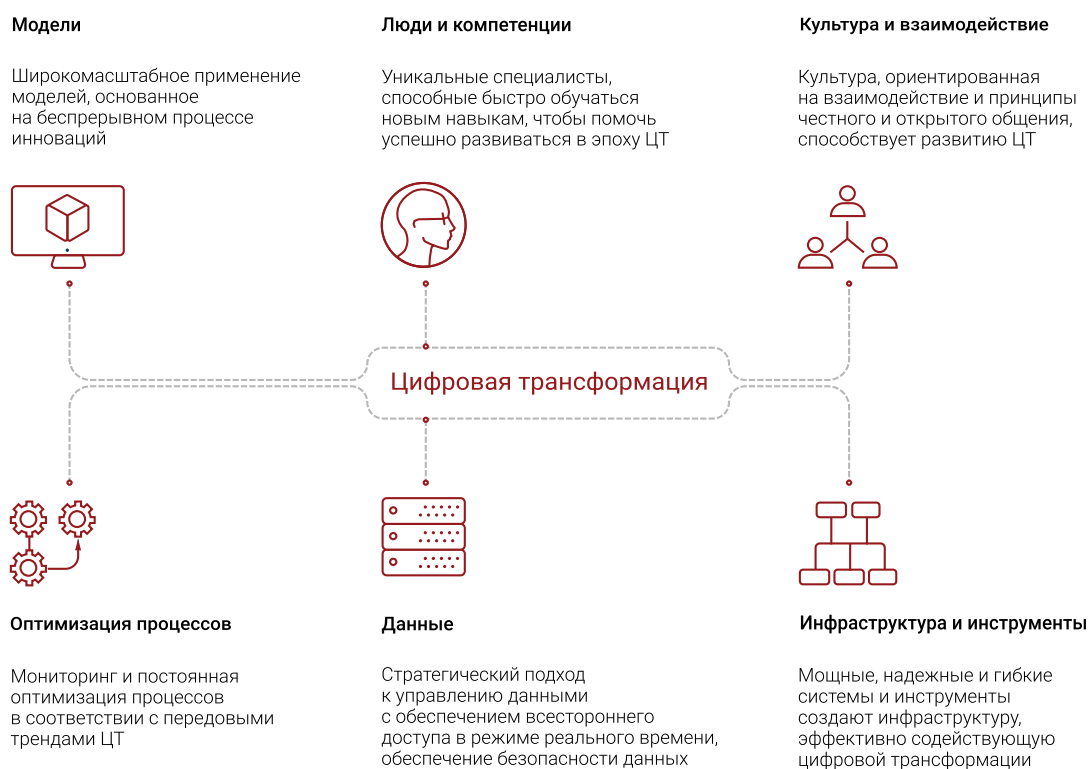 Модели
Широкомасштабное применение
моделей, основанное
на беспрерывном процессе
инноваций
Люди и компетенции
Уникальные специалисты,
способные быстро обучаться
новым навыкам, чтобы помочь
успешно развиваться в эпоху ЦТ
Культура и взаимодействие
Культура, ориентированная
на взаимодействие и принципы
честного и открытого общения,
способствует развитию ЦТ
Цифровая трансформация
Оптимизация процессов
Мониторинг и постоянная
оптимизация процессов
в соответствии с передовыми
трендами ЦТ
Данные
Стратегический подход
к управлению данными
с обеспечением всестороннего
доступа в режиме реального времени,
обеспечение безопасности данных
Инфраструктура и инструменты
Мощные, надежные и гибкие
системы и инструменты
создают инфраструктуру,
эффективно содействующую
цифровой трансформации